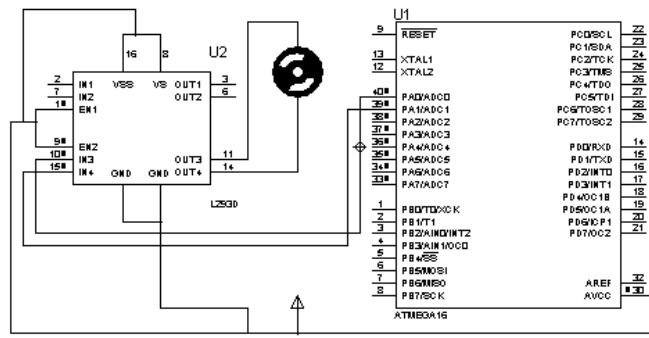 U2
16
8
VSS
VS
2
IN1
7
IN2
1
EN1
9
EN2
10
IN3
15
IN4
OUT1
3
OUT2
6
OUT3
11
OUT4
14
GND
GND
L293D
U1
9
RESET
13
XTAL1
12
XTAL2
40
PA0/ADC0
39
PA1/ADC1
38
PA2/ADC2
37
PA3/ADC3
36
PA4/ADC4
35
PA5/ADC5
34
PA6/ADC6
33
PA7/ADC7
1
PB0/T0/XCK
2
PB1/T1
3
PB2/AIN0/INT2
4
PB3/AIN1/OC0
5
PB4/SS
6
PB5/MOSI
7
PB6/MISO
8
PB7/SCK
PC0/SCL
22
PC1/SDA
23
PC2/TCK
24
PC3/TMS
25
PC4/TDO
26
PC5/TDI
27
PC6/TOSC1
28
PC7/TOSC2
29
PD0/RXD
14
PD1/TXD
15
PD2/INT0
16
PD3/INT1
17
PD4/OC1B
18
PD5/OC1A
19
PD6/ICP1
20
PD7/OC2
21
AREF
32
AVCC
30
ATMEGA16